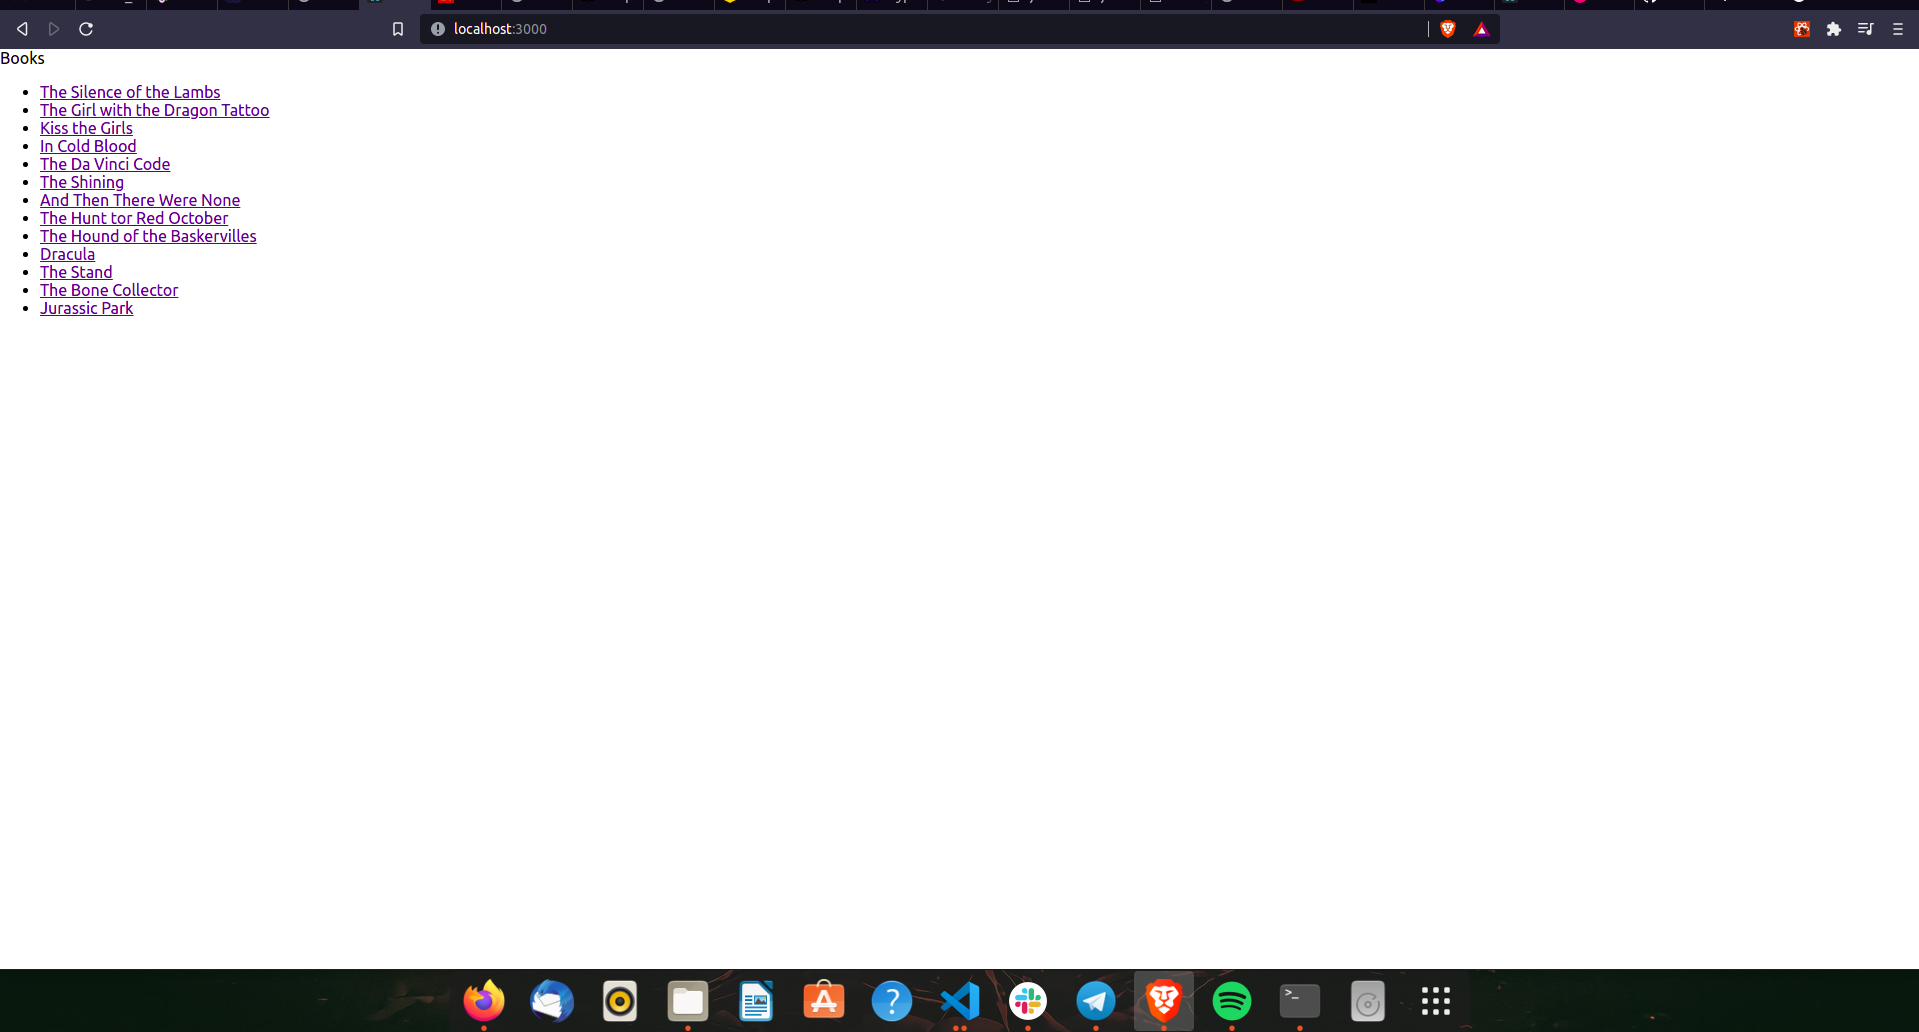 localhost:3000
Books
The Silence of the Lambs
The Girl with the Dragon Tattoo
Kiss the Girls
In Cold Blood
The Da Vinci Code
The Shining
And Then There Were None
The Hunt tor Red October
The Hound of the Baskervilles
Dracula
The Stand
The Bone Collector
Jurassic Park
>_